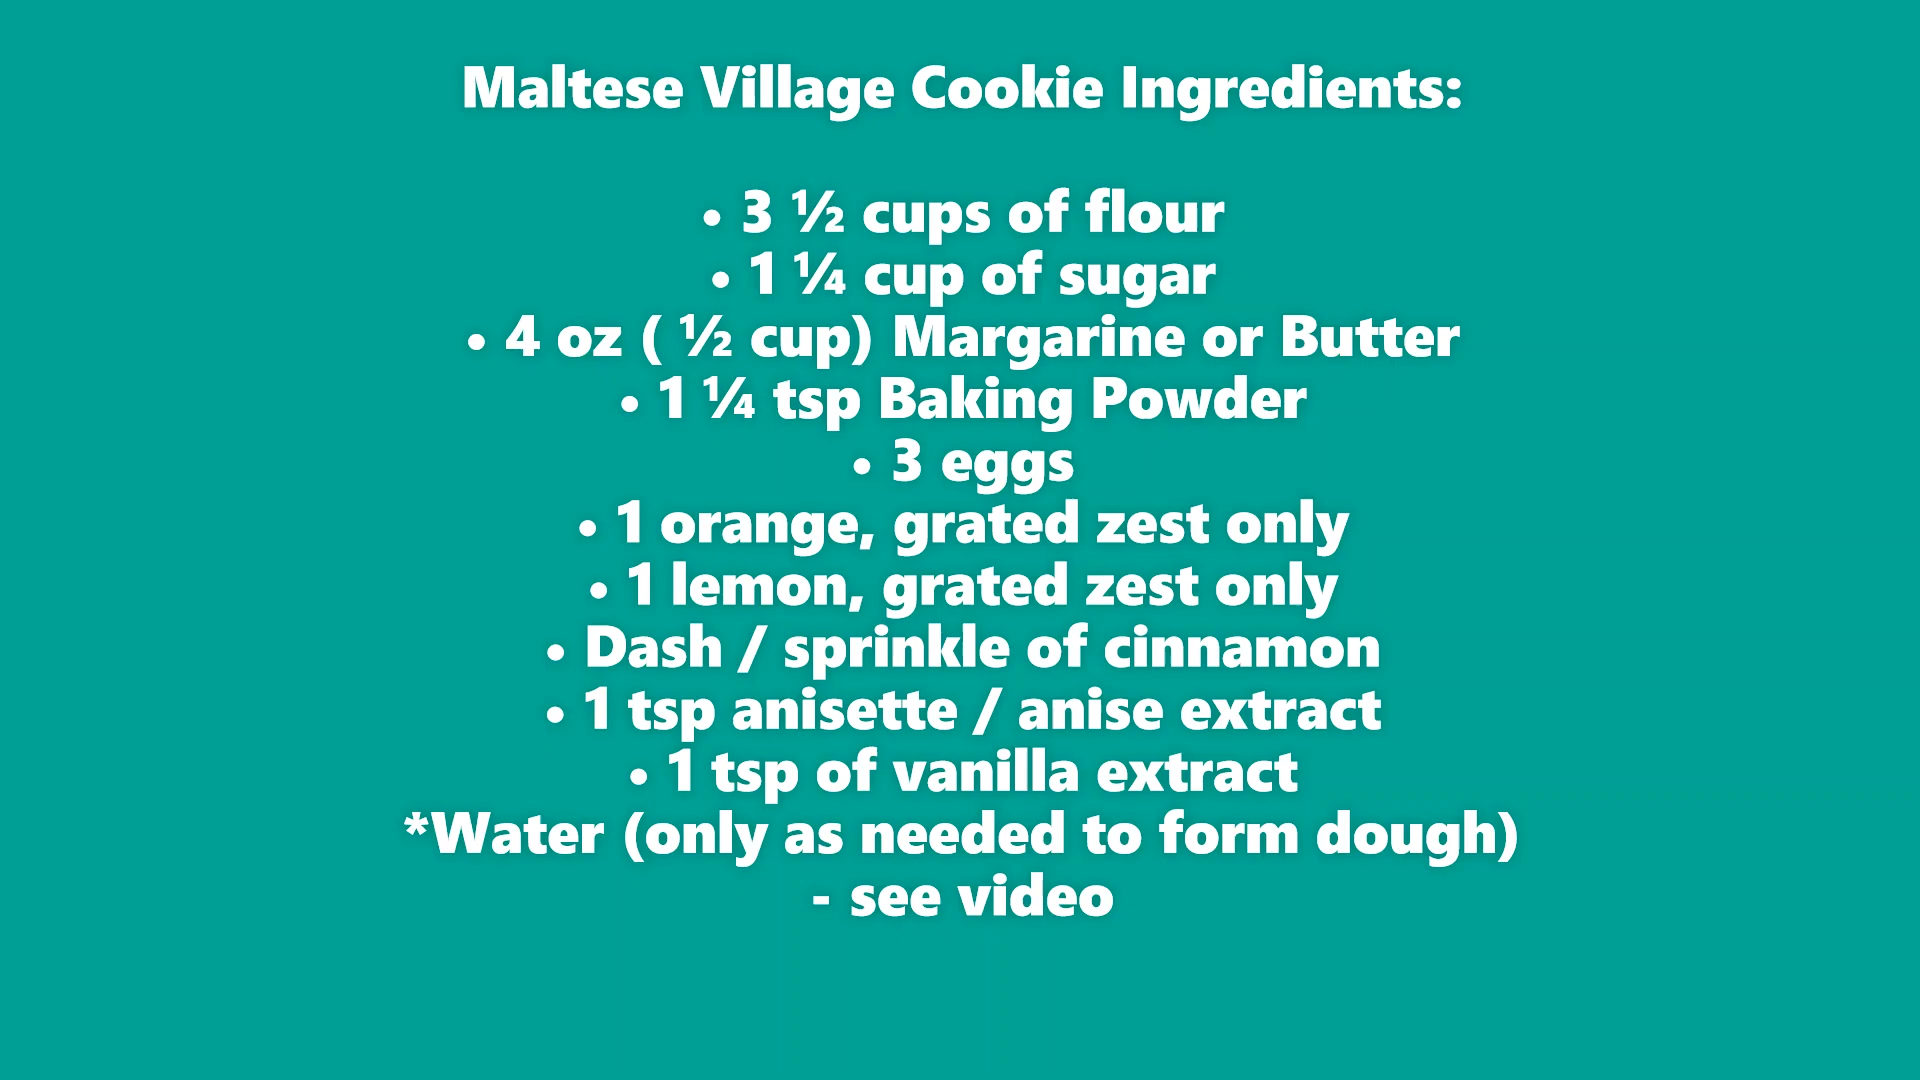 Maltese Village Cookie Ingredients:
• 3 ½ cups of flour
• 1 ¼ cup of sugar
• 4 oz ( ½ cup) Margarine or Butter
• 1 ¼ tsp Baking Powder
• 3 eggs
• 1 orange, grated zest only
• 1 lemon, grated zest only
• Dash / sprinkle of cinnamon
• 1 tsp anisette / anise extract
• 1 tsp of vanilla extract
*Water (only as needed to form dough)
- see video